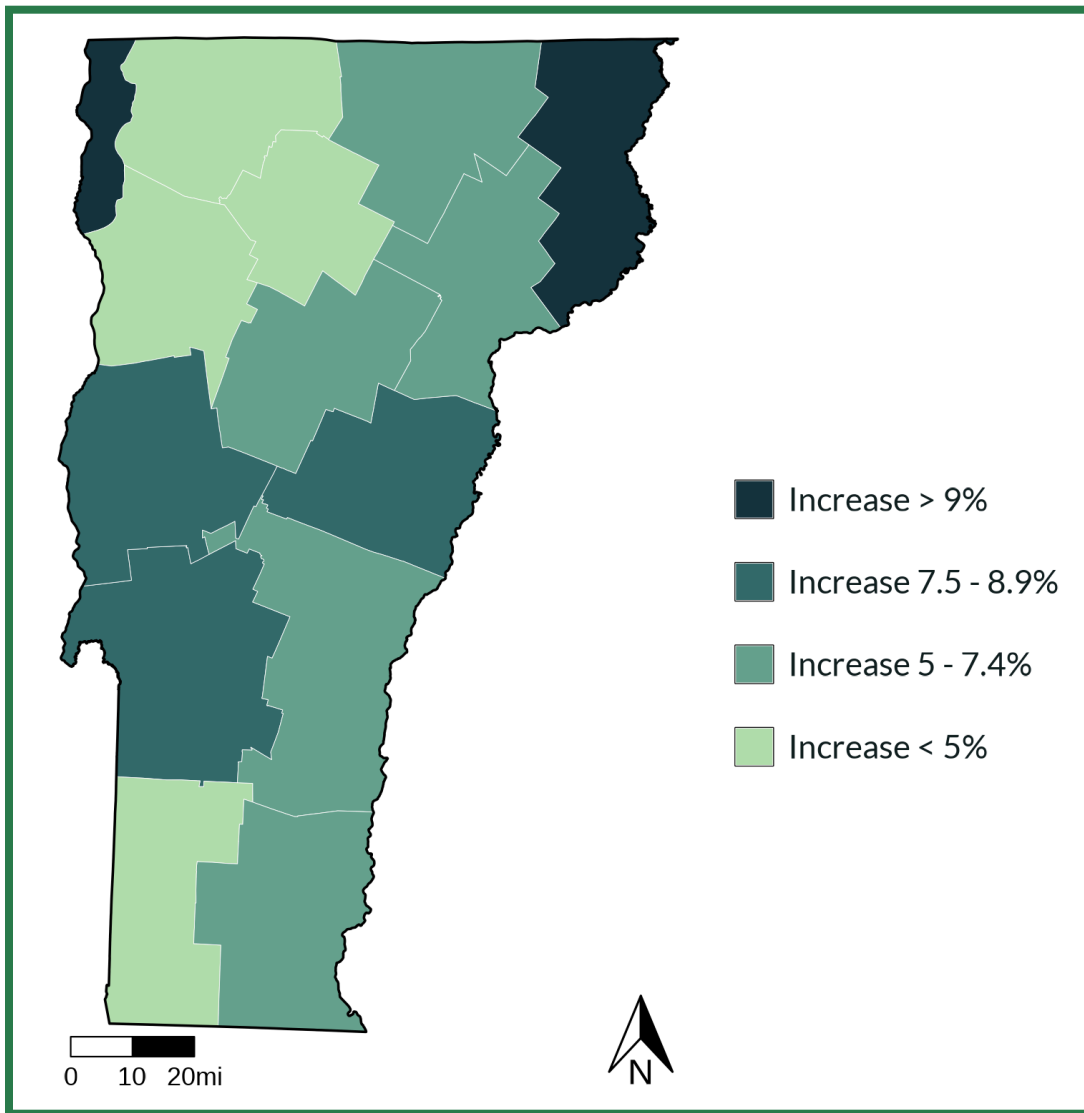 Increase > 9%
Increase 7.5 - 8.9%
Increase 5 - 7.4%
Increase < 5%
0 10 20mi
N